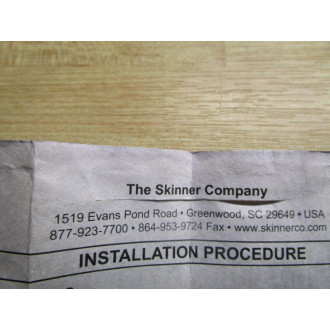 The Skinner Company
1519 Evans Pond Road • Greenwood, SC 29649 • USA
877-923-7700 • 864-953-9724 Fax • www.skinnerco.com
INSTALLATION PROCEDURE